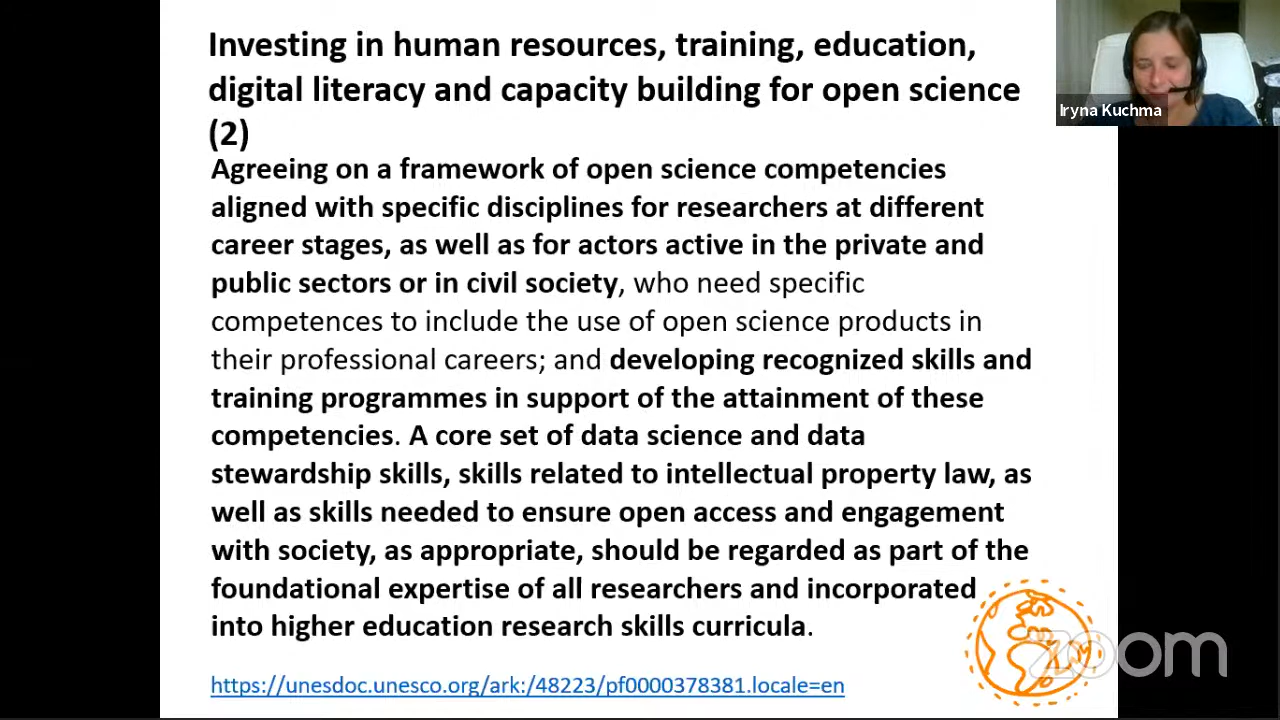 Investing in human resources, training, education,
digital literacy and capacity building for open science
(2)
Iryna Kuchma
Agreeing on a framework of open science competencies
aligned with specific disciplines for researchers at different
career stages, as well as for actors active in the private and
public sectors or in civil society, who need specific
competences to include the use of open science products in
their professional careers; and developing recognized skills and
training programmes in support of the attainment of these
competencies. A core set of data science and data
stewardship skills, skills related to intellectual property law, as
well as skills needed to ensure open access and engagement
with society, as appropriate, should be regarded as part of the
foundational expertise of all researchers and incorporated
into higher education research skills curricula.
zoom
https://unesdoc.unesco.org/ark:/48223/pf0000378381.locale=en